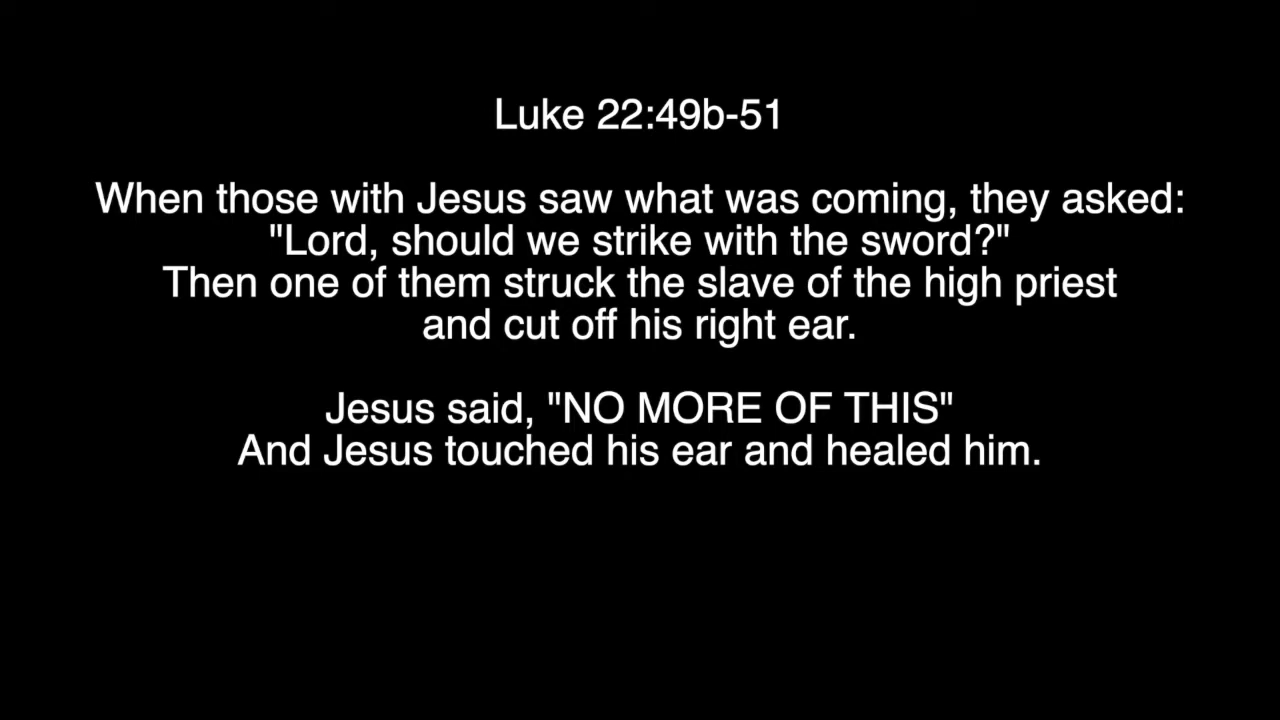 Luke 22:49b-51
When those with Jesus saw what was coming, they asked:
"Lord, should we strike with the sword?"
Then one of them struck the slave of the high priest
and cut off his right ear.
Jesus said, "NO MORE OF THIS"
And Jesus touched his ear and healed him.